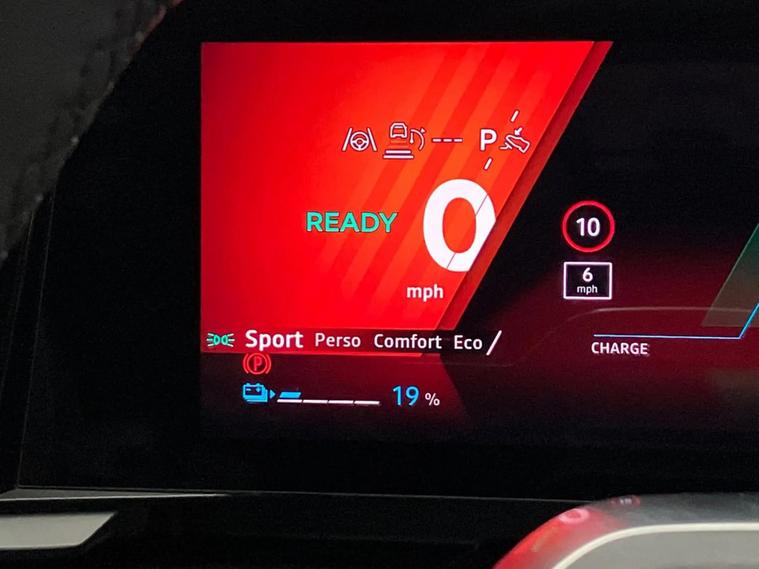 --- P
READY 0
mph
10
6
mph
Sport Perso Comfort Eco
CHARGE
P
19 %